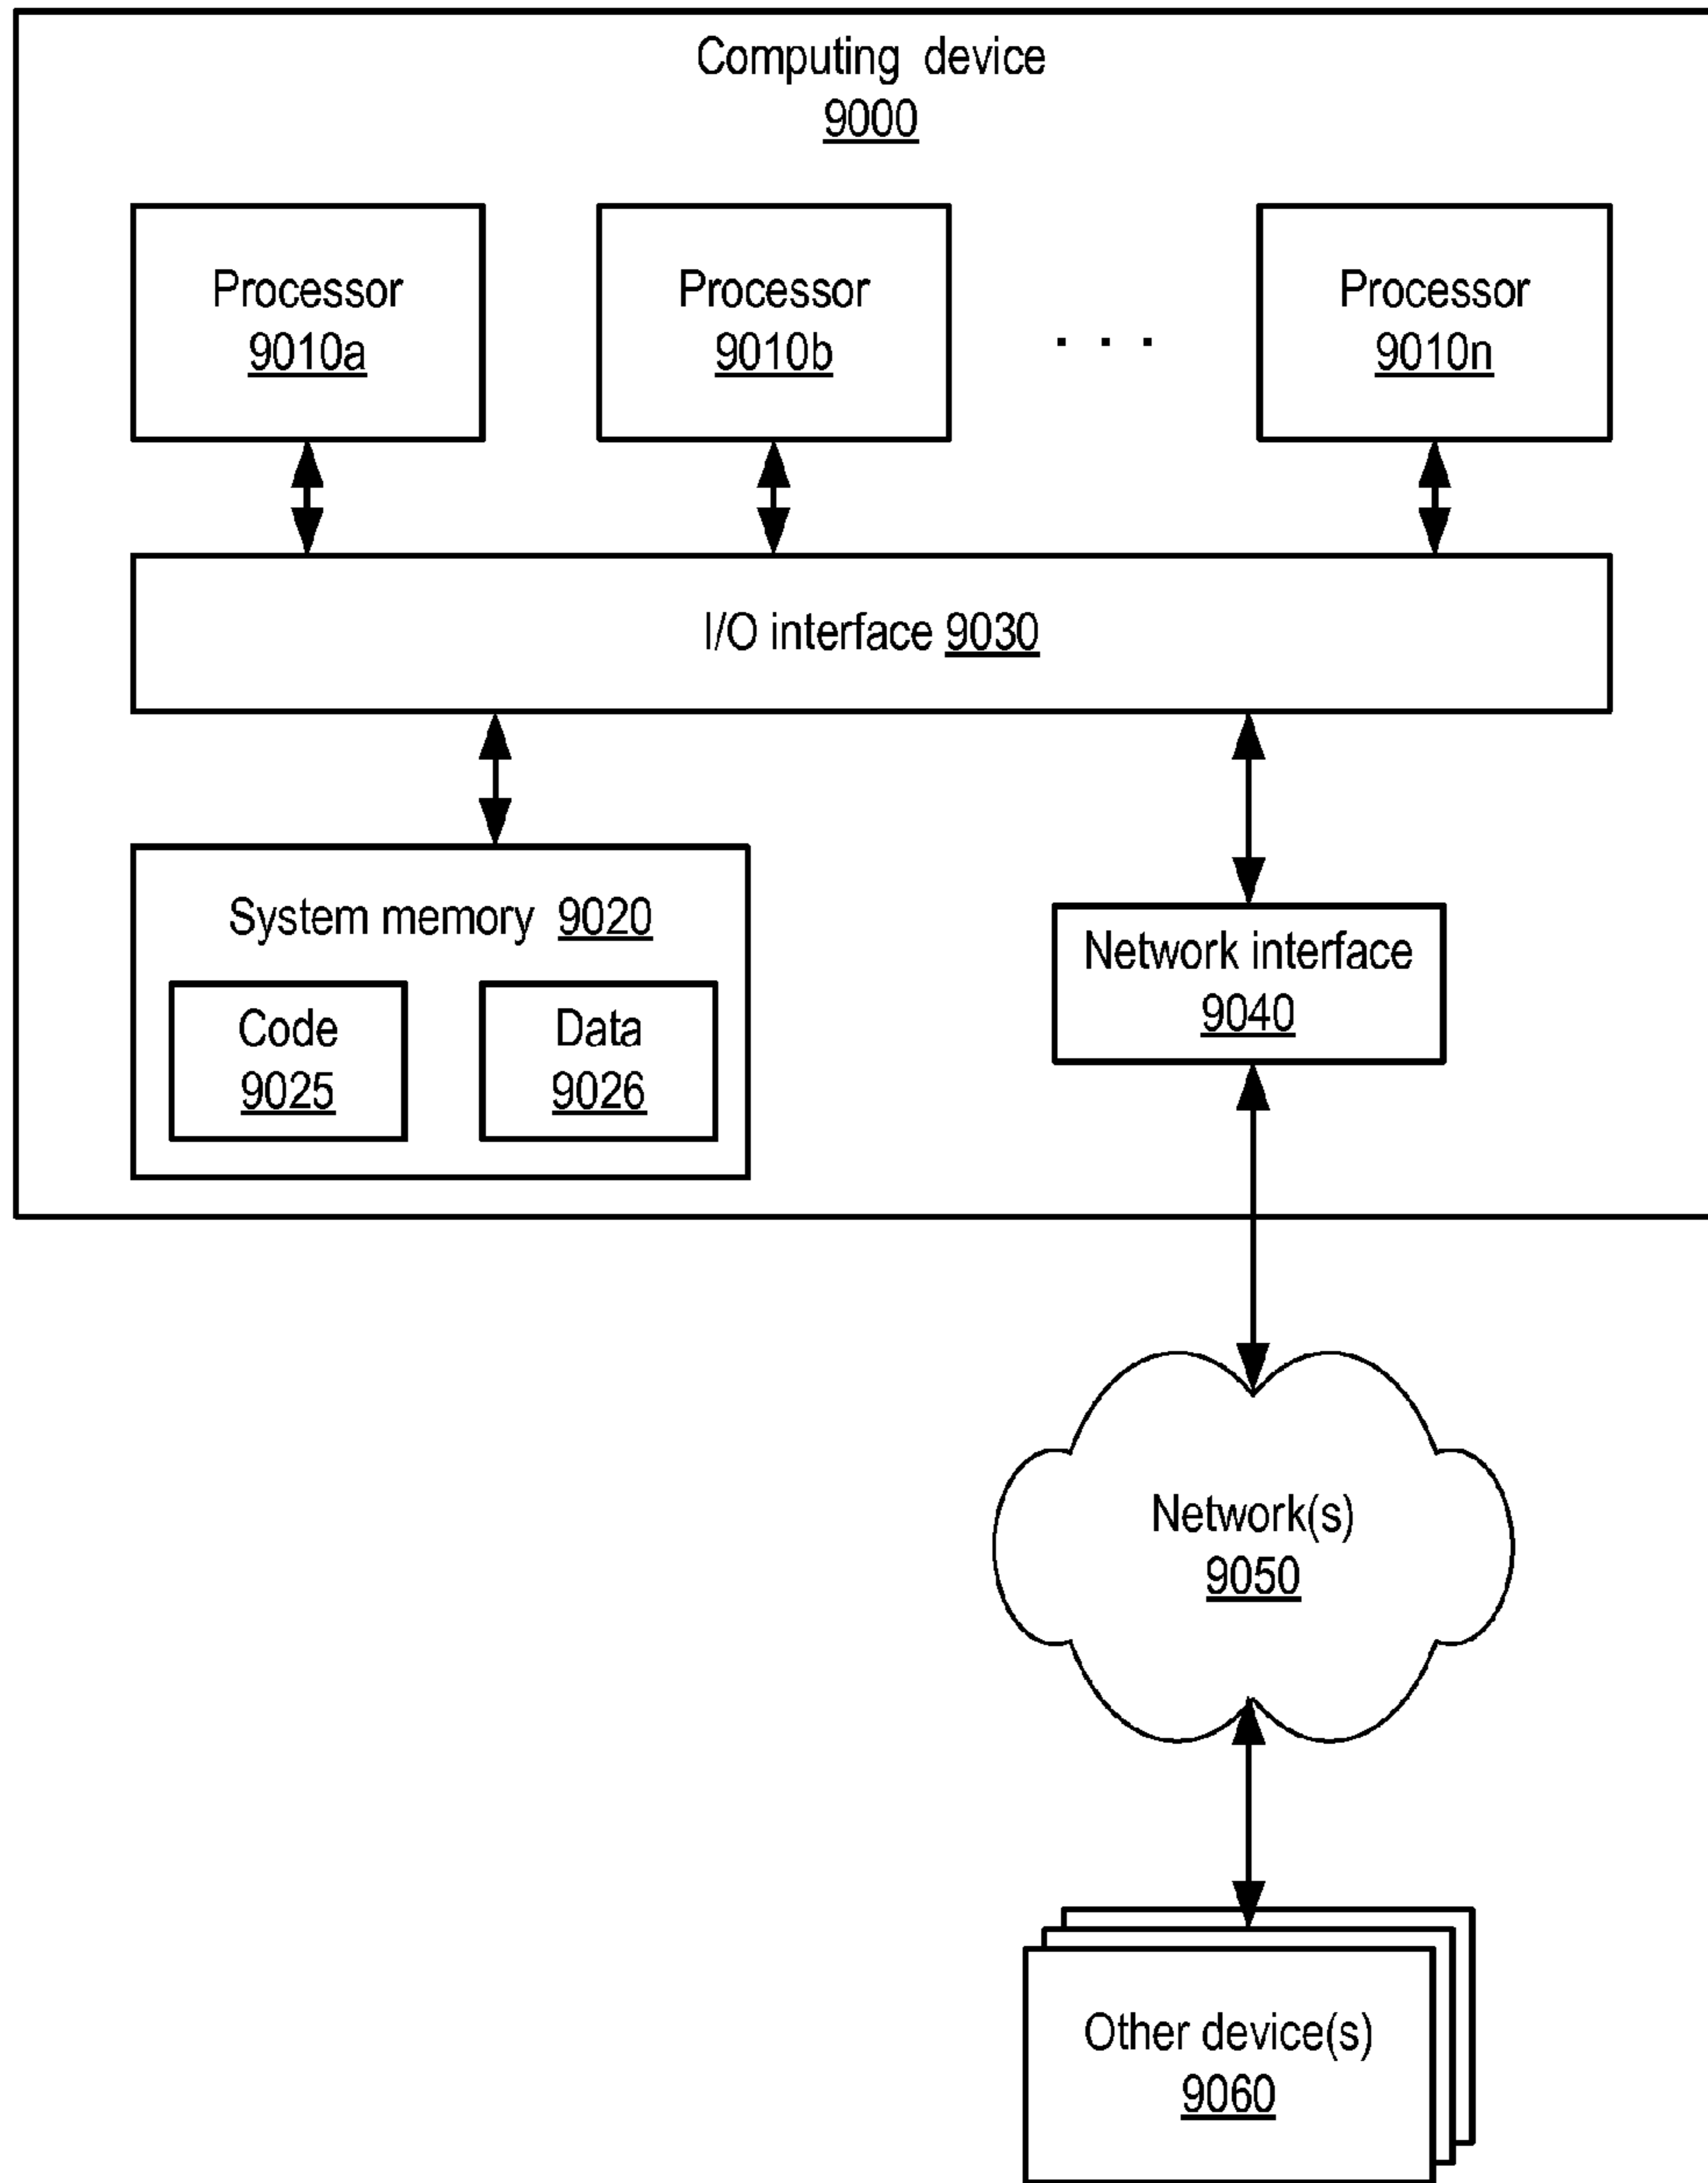 Computing device
9000
Processor
9010a
Processor
9010b
. . .
Processor
9010n
I/O interface 9030
System memory 9020
Code
9025
Data
9026
Network interface
9040
Network(s)
9050
Other device(s)
9060